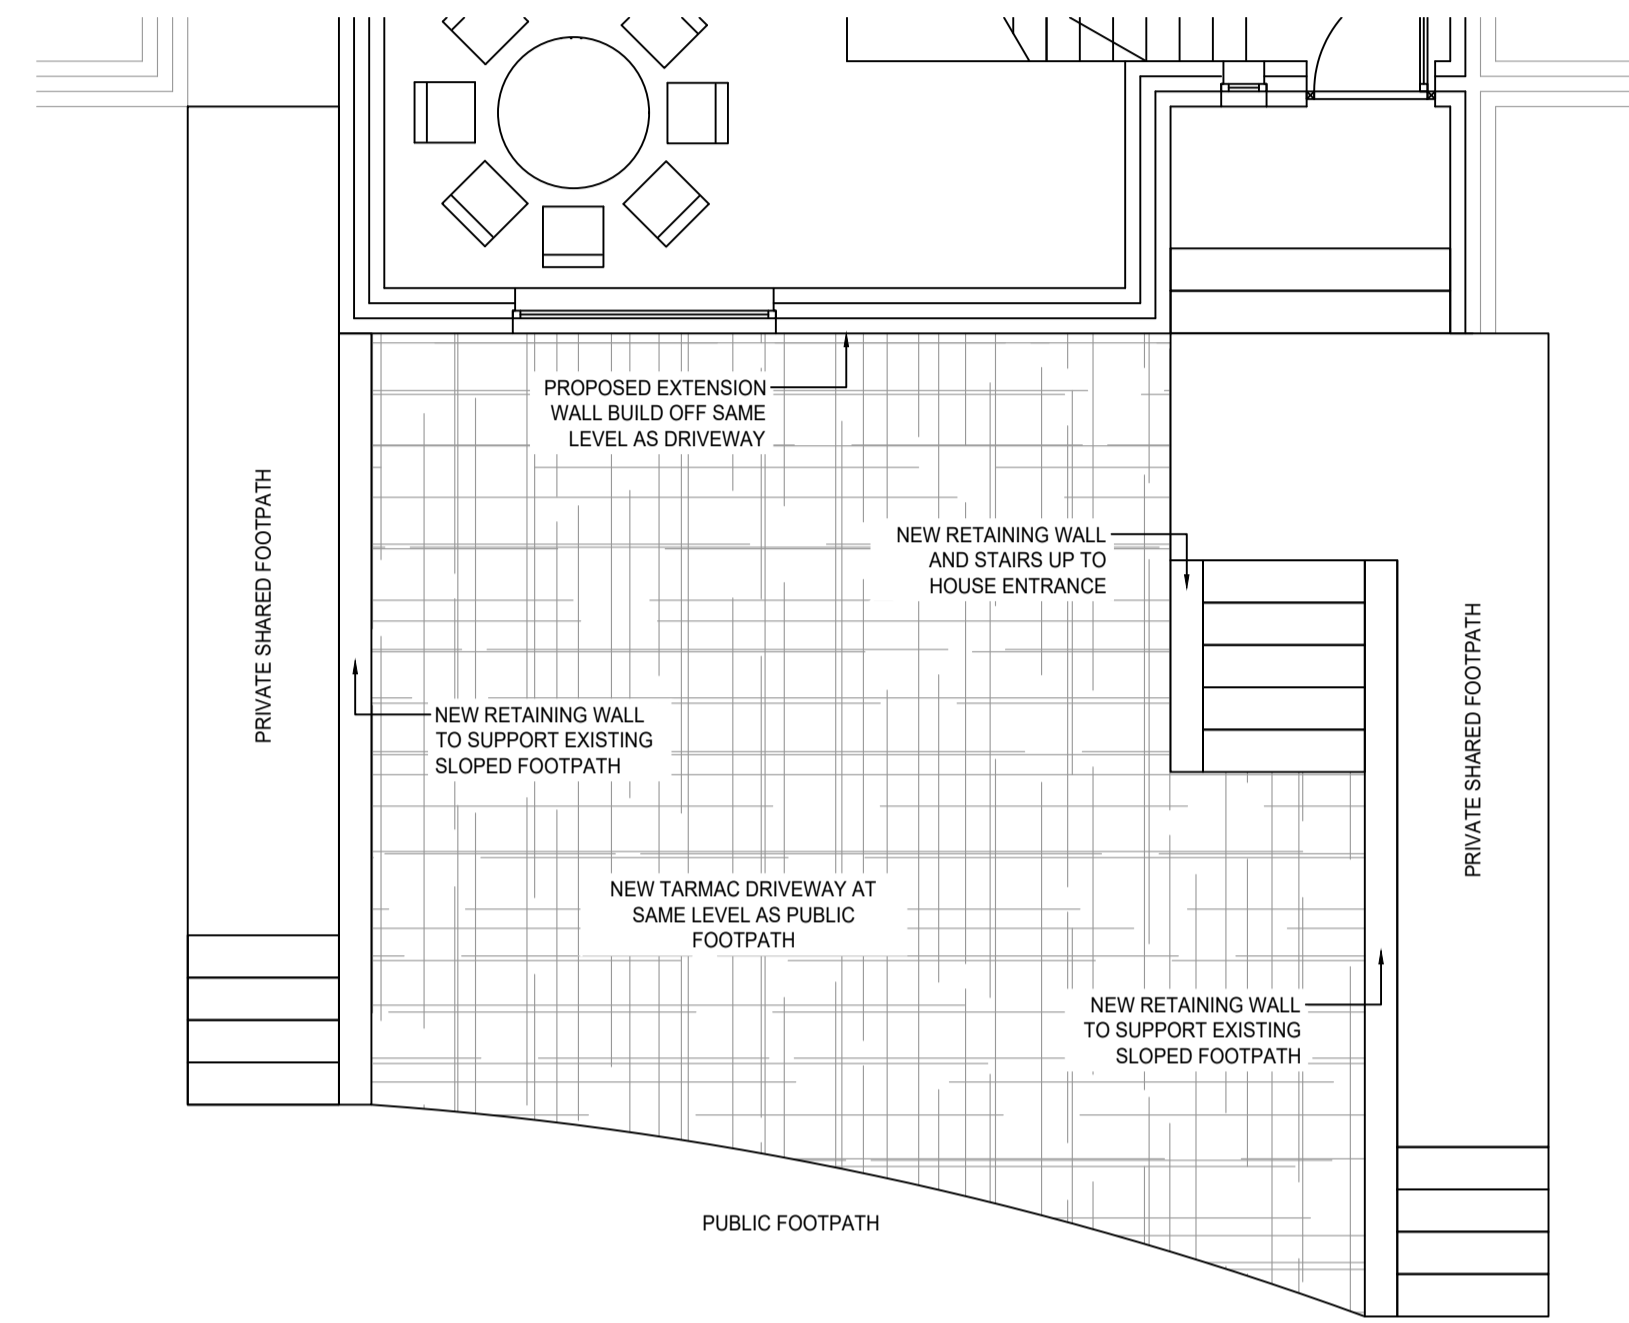 PROPOSED EXTENSION
WALL BUILD OFF SAME
LEVEL AS DRIVEWAY
PRIVATE SHARED FOOTPATH
NEW RETAINING WALL
AND STAIRS UP TO
HOUSE ENTRANCE
PRIVATE SHARED FOOTPATH
NEW RETAINING WALL
TO SUPPORT EXISTING
SLOPED FOOTPATH
NEW TARMAC DRIVEWAY AT
SAME LEVEL AS PUBLIC
FOOTPATH
NEW RETAINING WALL
TO SUPPORT EXISTING
SLOPED FOOTPATH
PUBLIC FOOTPATH